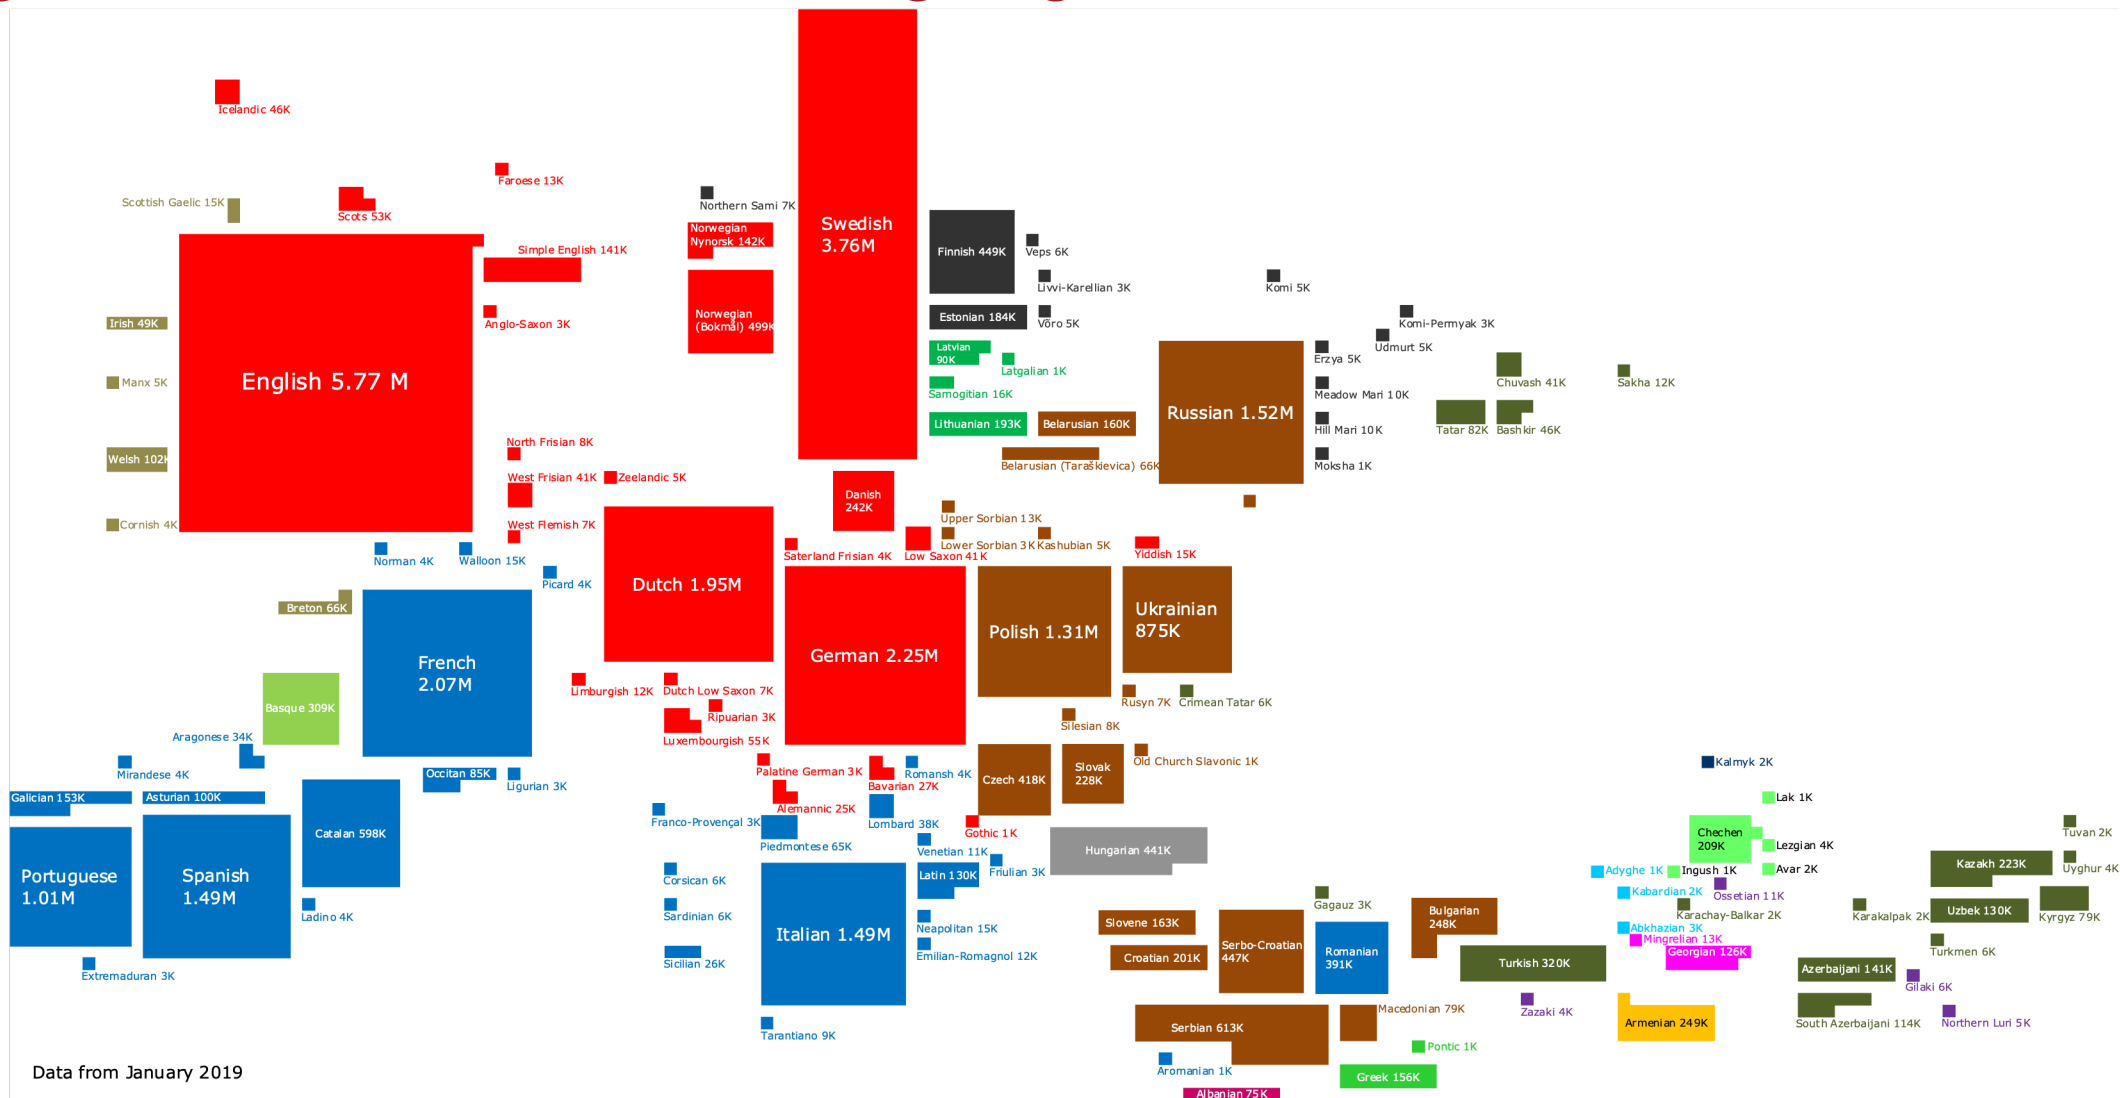 Icelandic 46K
Faroese 13K
Scottish Gaelic 15K
Scots 53K
Northern Sami 7K
Norwegian
Nynorsk 142K
Swedish
3.76M
Simple English 141K
Finnish 449K
Veps 6K
Livvi-Karellian 3K
Komi 5K
Irish 49K
Anglo-Saxon 3K
Norwegian
(Bokmål) 499K
Estonian 184K
Võro 5K
Komi-Permyak 3K
Udmurt 5K
Latvian
90K
Latgalian 1K
Erzya 5K
Manx 5K
English 5.77 M
Samogitian 16K
Chuvash 41K
Sakha 12K
Meadow Mari 10K
Russian 1.52M
Lithuanian 193K
Belarusian 160K
Hill Mari 10K
Tatar 82K
Bashkir 46K
North Frisian 8K
Welsh 102K
Belarusian (Taraškievica) 66K
Moksha 1K
West Frisian 41K
Zeelandic 5K
Danish
242K
Cornish 4K
West Flemish 7K
Upper Sorbian 13K
Lower Sorbian 3K
Kashubian 5K
Norman 4K
Walloon 15K
Saterland Frisian 4K
Low Saxon 41K
Yiddish 15K
Picard 4K
Dutch 1.95M
Breton 66K
Ukrainian
875K
Polish 1.31M
German 2.25M
French
2.07M
Limburgish 12K
Dutch Low Saxon 7K
Rusyn 7K
Crimean Tatar 6K
Basque 309K
Ripuarian 3K
Silesian 8K
Aragonese 34K
Luxembourgish 55K
Mirandese 4K
Occitan 85K
Ligurian 3K
Palatine German 3K
Bavarian 27K
Romansh 4K
Czech 418K
Slovak
228K
Old Church Slavonic 1K
Kalmyk 2K
Galician 153K
Asturian 100K
Lak 1K
Alemannic 25K
Franco-Provençal 3K
Lombard 38K
Catalan 598K
Gothic 1K
Chechen
209K
Tuvan 2K
Piedmontese 65K
Venetian 11K
Hungarian 441K
Lezgian 4K
Portuguese
1.01M
Spanish
1.49M
Corsican 6K
Latin 130K
Friulian 3K
Adyghe 1K
Ingush 1K
Avar 2K
Kazakh 223K
Uyghur 4K
Kabardian 2K
Ossetian 11K
Ladino 4K
Sardinian 6K
Gagauz 3K
Karachay-Balkar 2K
Karakalpak 2K
Uzbek 130K
Kyrgyz 79K
Italian 1.49M
Neapolitan 15K
Slovene 163K
Serbo-Croatian
447K
Bulgarian
248K
Abkhazian 3K
Mingrelian 13K
Emilian-Romagnol 12K
Croatian 201K
Romanian
391K
Georgian 126K
Turkmen 6K
Sicilian 26K
Turkish 320K
Azerbaijani 141K
Extremaduran 3K
Gilaki 6K
Macedonian 79K
Zazaki 4K
Tarantiano 9K
Serbian 613K
Armenian 249K
South Azerbaijani 114K
Northern Luri 5K
Pontic 1K
Aromanian 1K
Data from January 2019
Greek 156K
Albanian 75K